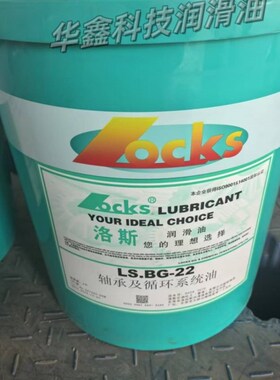 华鑫科技润滑油
Locks
Locks® LUBRICANT
YOUR IDEAL CHOICE
洛斯 润滑油
您的理想选择
LS.BG-22
轴承及循环系统油